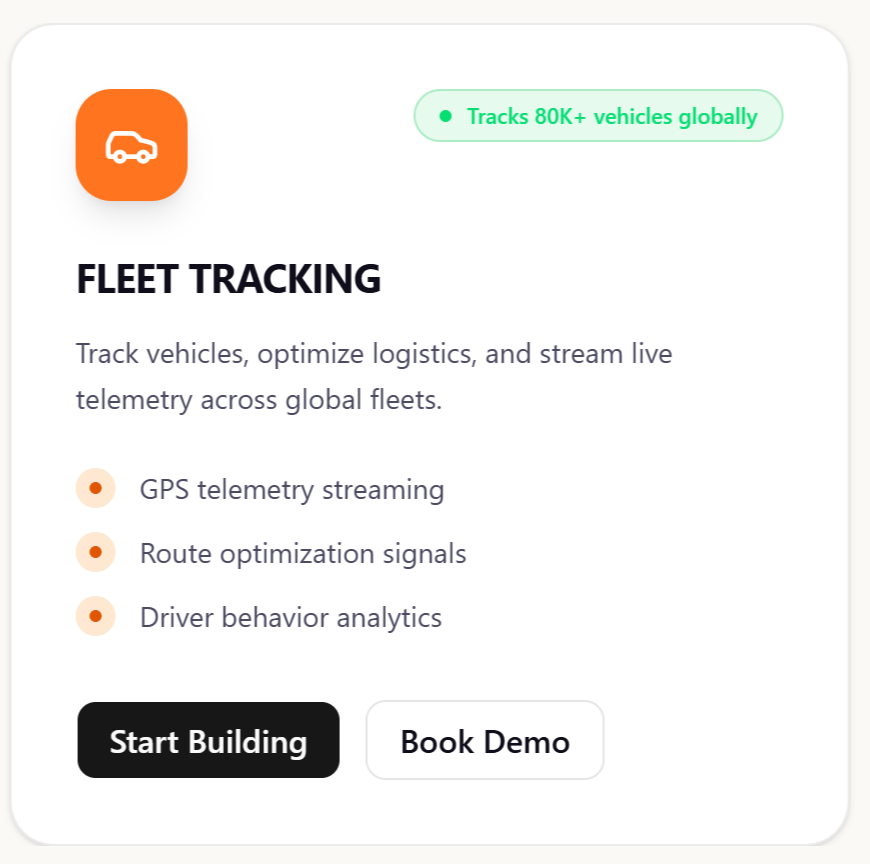 Tracks 80K+ vehicles globally
FLEET TRACKING
Track vehicles, optimize logistics, and stream live
telemetry across global fleets.
GPS telemetry streaming
Route optimization signals
Driver behavior analytics
Start Building
Book Demo